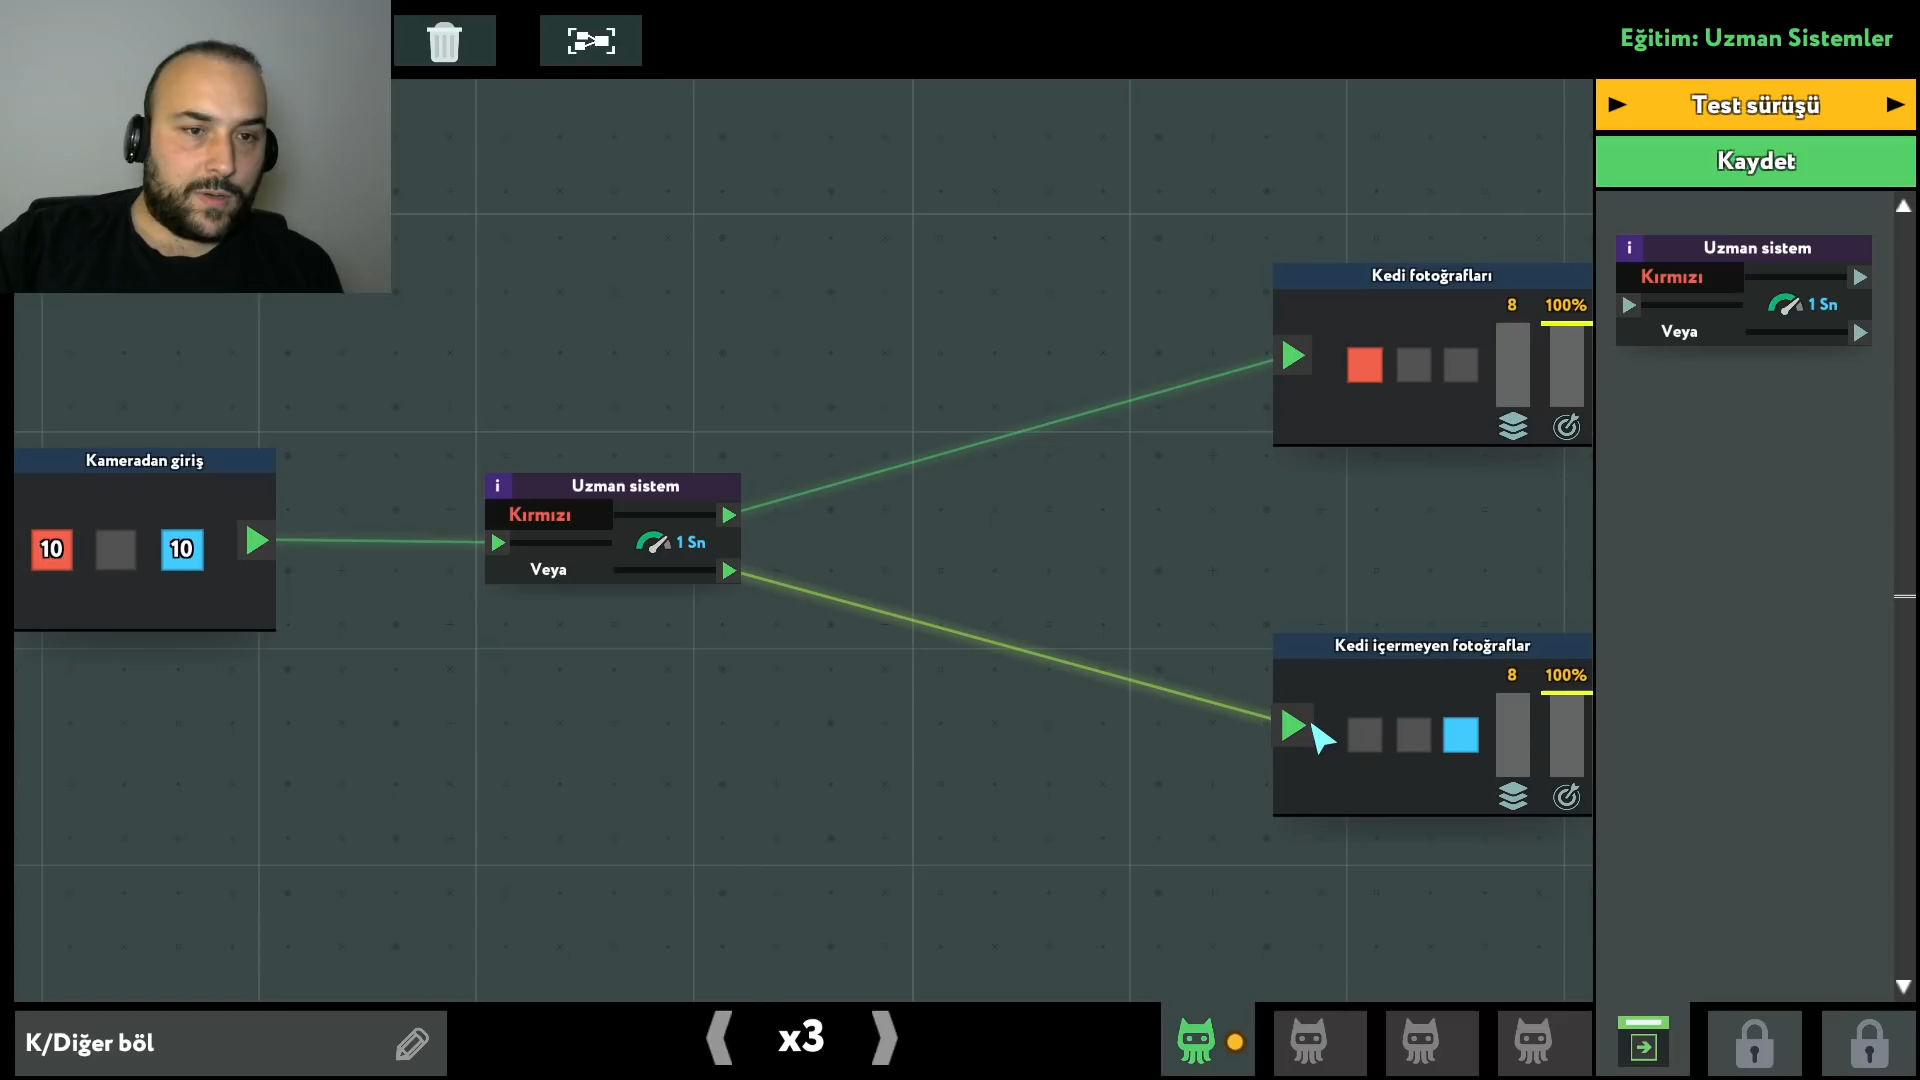 Eğitim: Uzman Sistemler
Test sürüşü
Kaydet
i Uzman sistem
Kırmızı
1 Sn
Veya
Kedi fotoğrafları
8 100%
Kameradan giriş
10 10
i Uzman sistem
Kırmızı
1 Sn
Veya
Kedi içermeyen fotoğraflar
8 100%
K/Diğer böl
x3